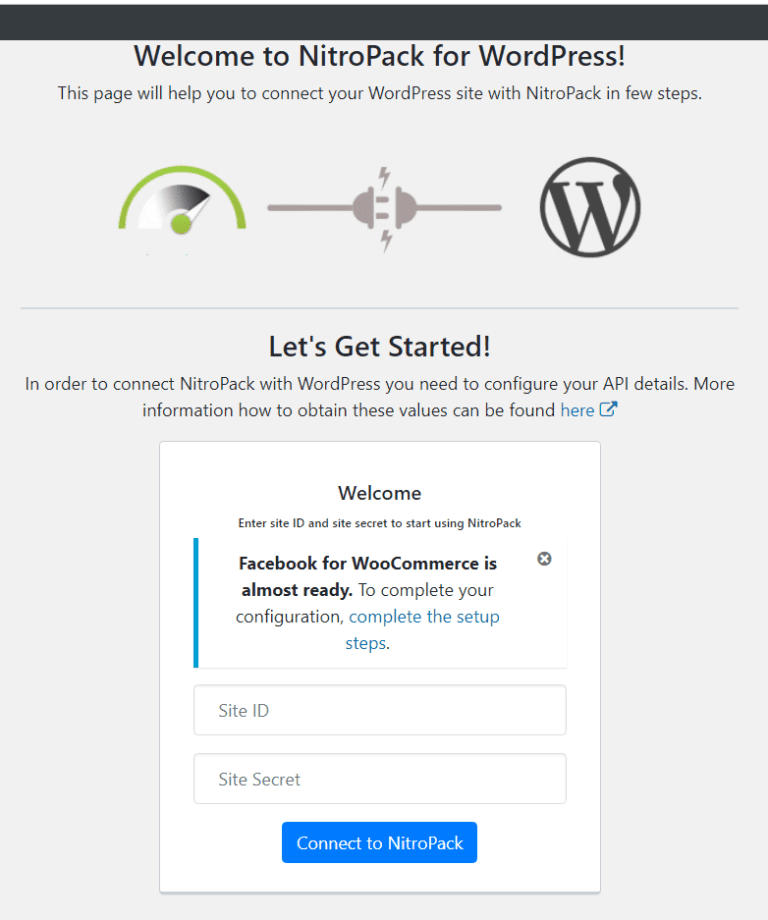 Welcome to NitroPack for WordPress!
This page will help you to connect your WordPress site with NitroPack in few steps.
Let's Get Started!
In order to connect NitroPack with WordPress you need to configure your API details. More
information how to obtain these values can be found here
Welcome
Enter site ID and site secret to start using NitroPack
Facebook for WooCommerce is
almost ready. To complete your
configuration, complete the setup
steps.
Site ID
Site Secret
Connect to NitroPack